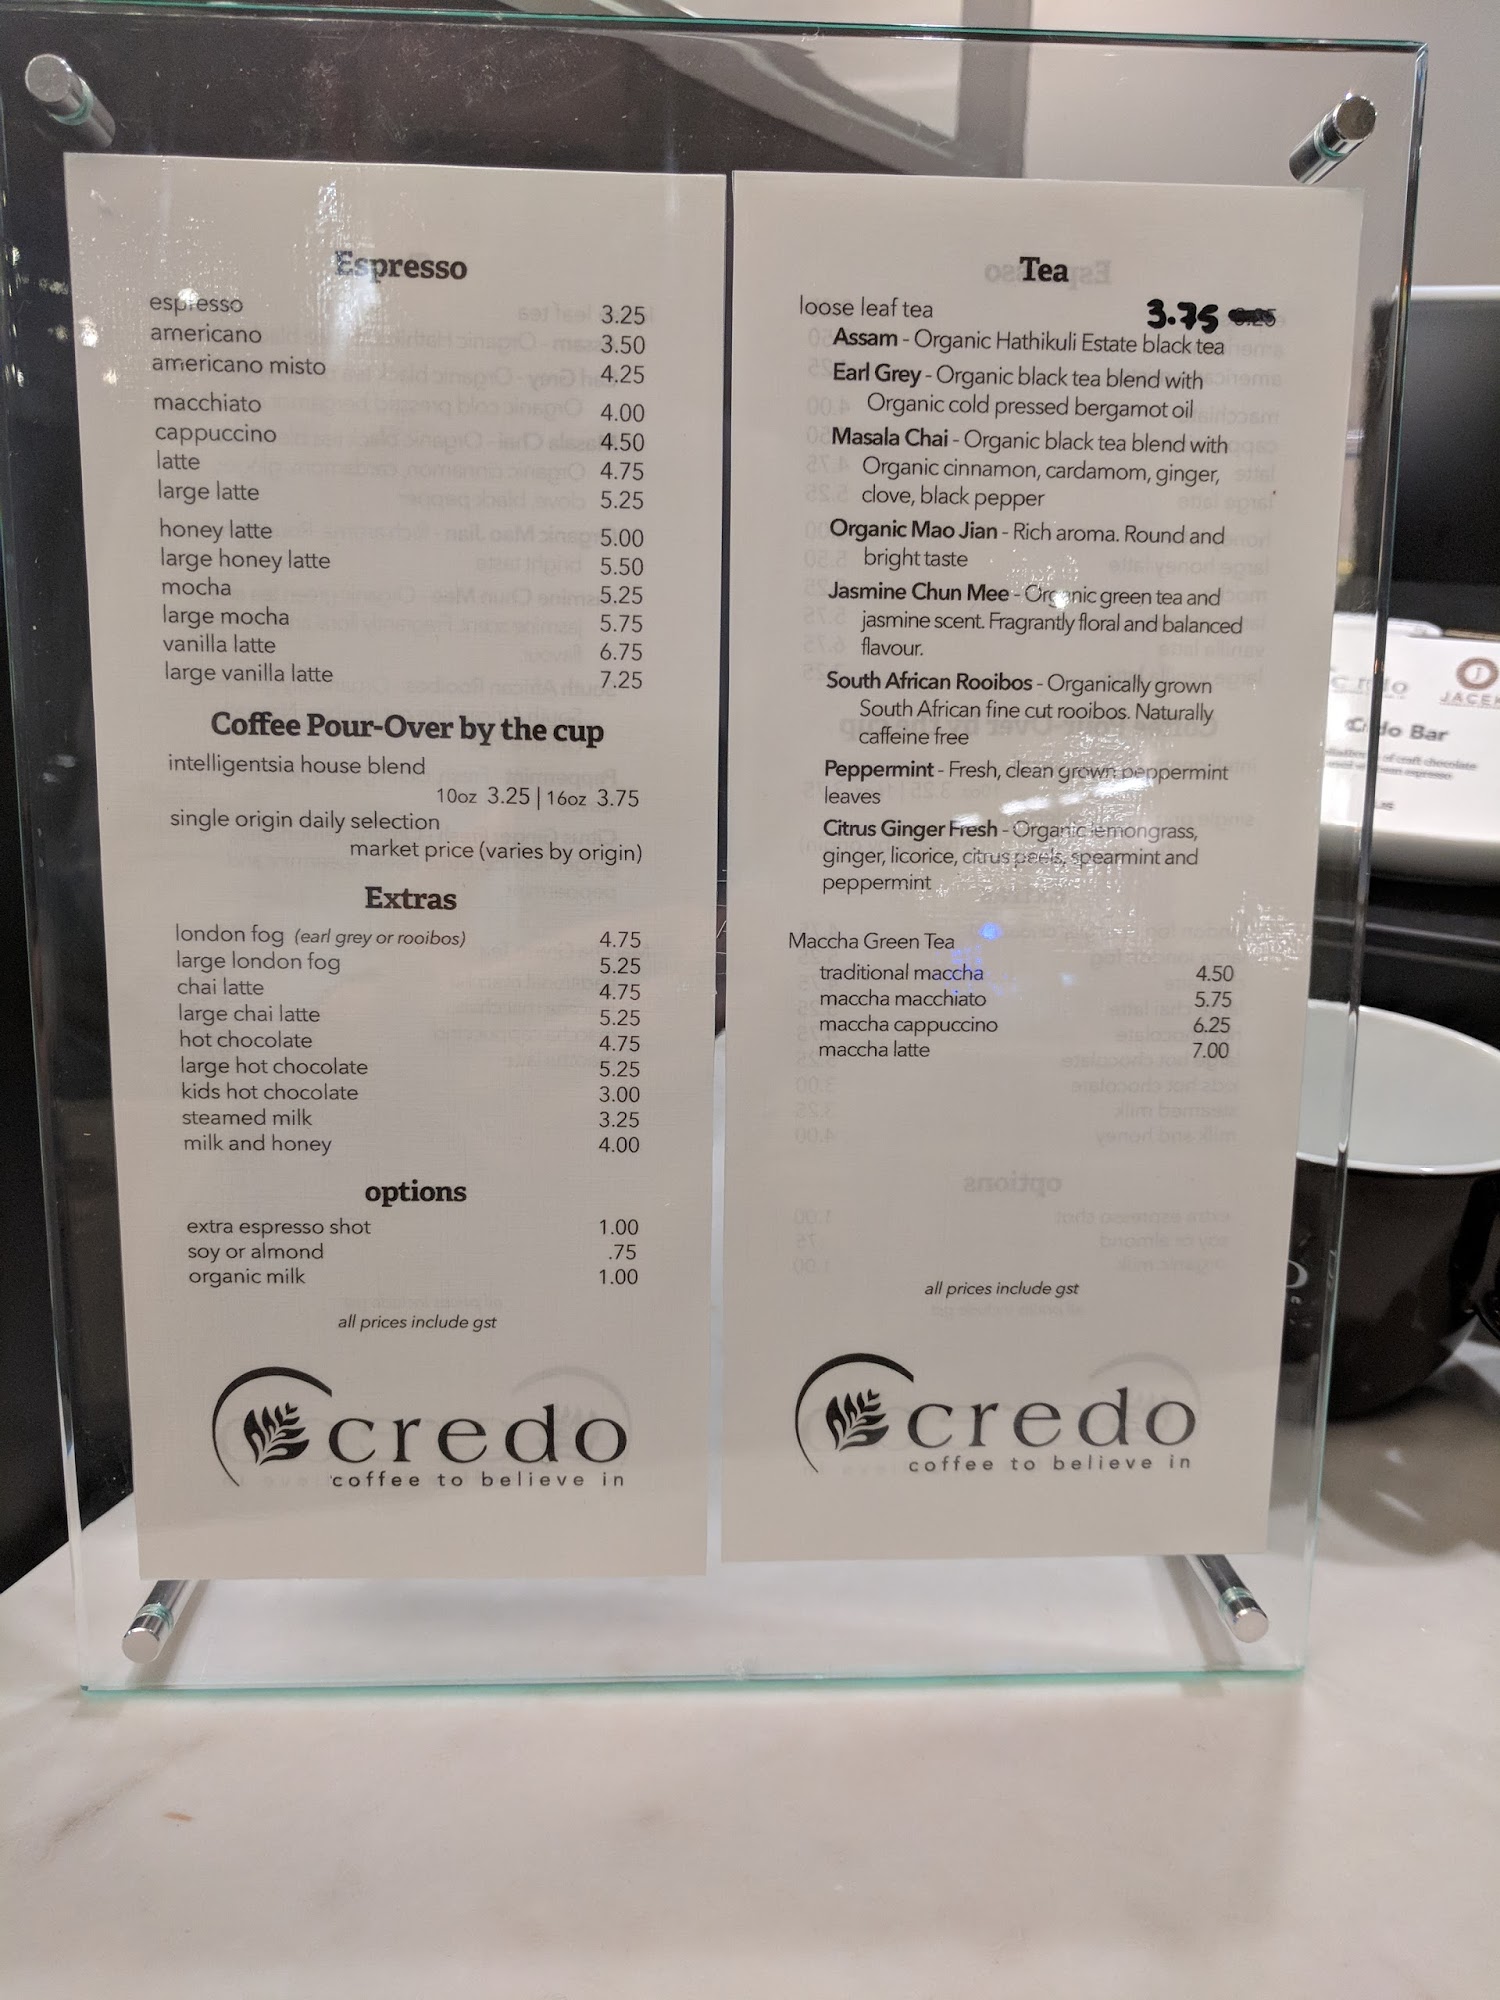 Espresso
espresso 3.25
americano 3.50
americano misto 4.25
macchiato 4.00
cappuccino 4.50
latte 4.75
large latte 5.25
honey latte 5.00
large honey latte 5.50
mocha 5.25
large mocha 5.75
vanilla latte 6.75
large vanilla latte 7.25
Coffee Pour-Over by the cup
intelligentsia house blend
10oz 3.25 | 16oz 3.75
single origin daily selection
market price (varies by origin)
Extras
london fog (earl grey or rooibos) 4.75
large london fog 5.25
chai latte 4.75
large chai latte 5.25
hot chocolate 4.75
large hot chocolate 5.25
kids hot chocolate 3.00
steamed milk 3.25
milk and honey 4.00
options
extra espresso shot 1.00
soy or almond .75
organic milk 1.00
all prices include gst
credo
coffee to believe in
Tea
loose leaf tea 3.75
Assam - Organic Hathikuli Estate black tea
Earl Grey - Organic black tea blend with
Organic cold pressed bergamot oil
Masala Chai - Organic black tea blend with
Organic cinnamon, cardamom, ginger,
clove, black pepper
Organic Mao Jian - Rich aroma. Round and
bright taste
Jasmine Chun Mee - Organic green tea and
jasmine scent. Fragrantly floral and balanced
flavour.
South African Rooibos - Organically grown
South African fine cut rooibos. Naturally
caffeine free
Peppermint - Fresh, clean grown peppermint
leaves
Citrus Ginger Fresh - Organic lemongrass,
ginger, licorice, citrus peels, spearmint and
peppermint
Maccha Green Tea
traditional maccha 4.50
maccha macchiato 5.75
maccha cappuccino 6.25
maccha latte 7.00
all prices include gst
credo
coffee to believe in
JACEK
Bar
of craft chocolate
espresso